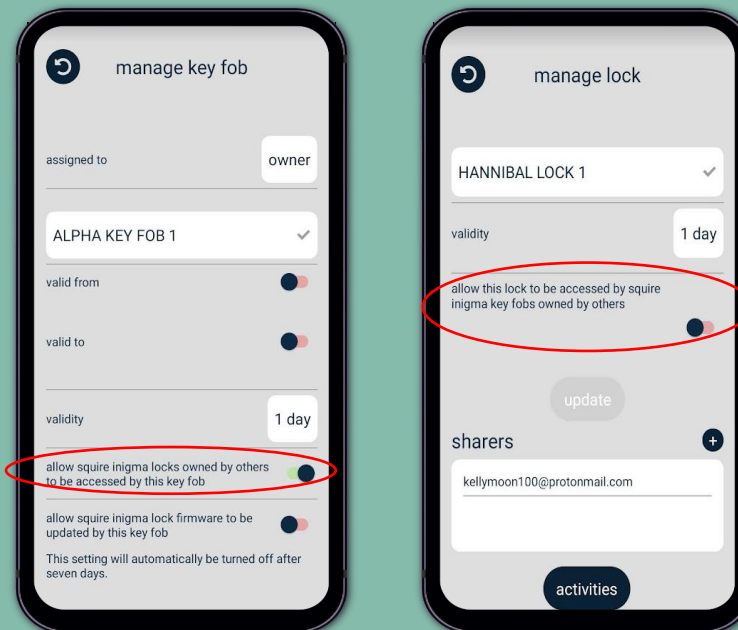 manage key fob
assigned to
owner
ALPHA KEY FOB 1
valid from
valid to
validity
1 day
allow squire inigma locks owned by others
to be accessed by this key fob
allow squire inigma lock firmware to be
updated by this key fob
This setting will automatically be turned off after
seven days.
manage lock
HANNIBAL LOCK 1
validity
1 day
allow this lock to be accessed by squire
inigma key fobs owned by others
update
sharers
kellymoon100@protonmail.com
activities